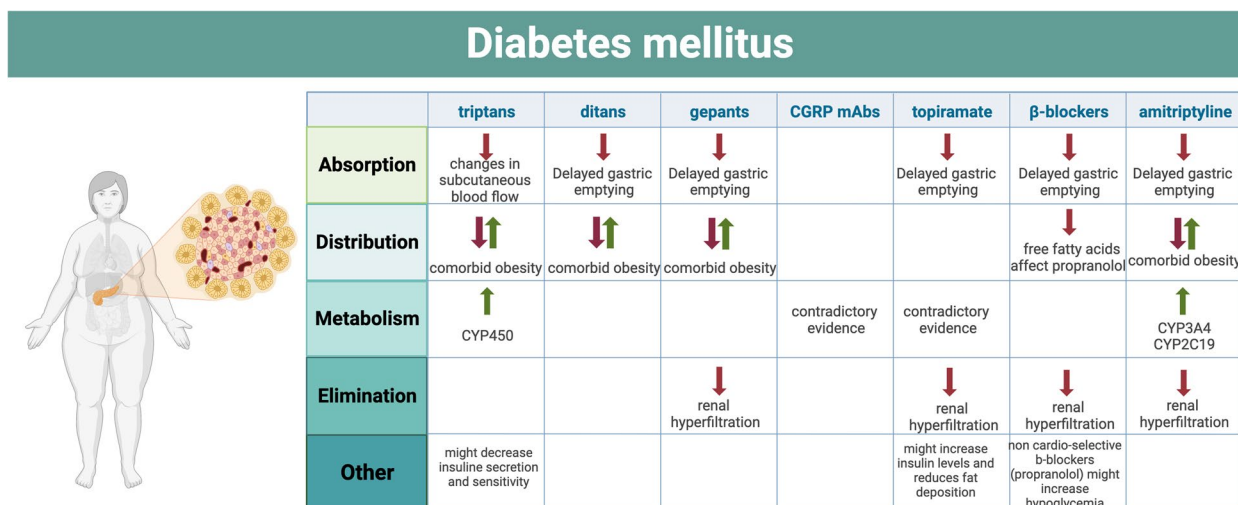 Diabetes mellitus
triptans ditans gepants CGRP mAbs topiramate β-blockers amitriptyline
Absorption
changes in
subcutaneous
blood flow
Delayed gastric
emptying
Delayed gastric
emptying
Delayed gastric
emptying
Delayed gastric
emptying
Delayed gastric
emptying
Distribution
comorbid obesity
comorbid obesity
comorbid obesity
free fatty acids
affect propranolol
comorbid obesity
Metabolism
CYP450
contradictory
evidence
contradictory
evidence
CYP3A4
CYP2C19
Elimination
renal
hyperfiltration
renal
hyperfiltration
renal
hyperfiltration
renal
hyperfiltration
Other
might decrease
insuline secretion
and sensitivity
might increase
insulin levels and
reduces fat
deposition
non cardio-selective
b-blockers
(propranolol) might
increase
hypoglycemia